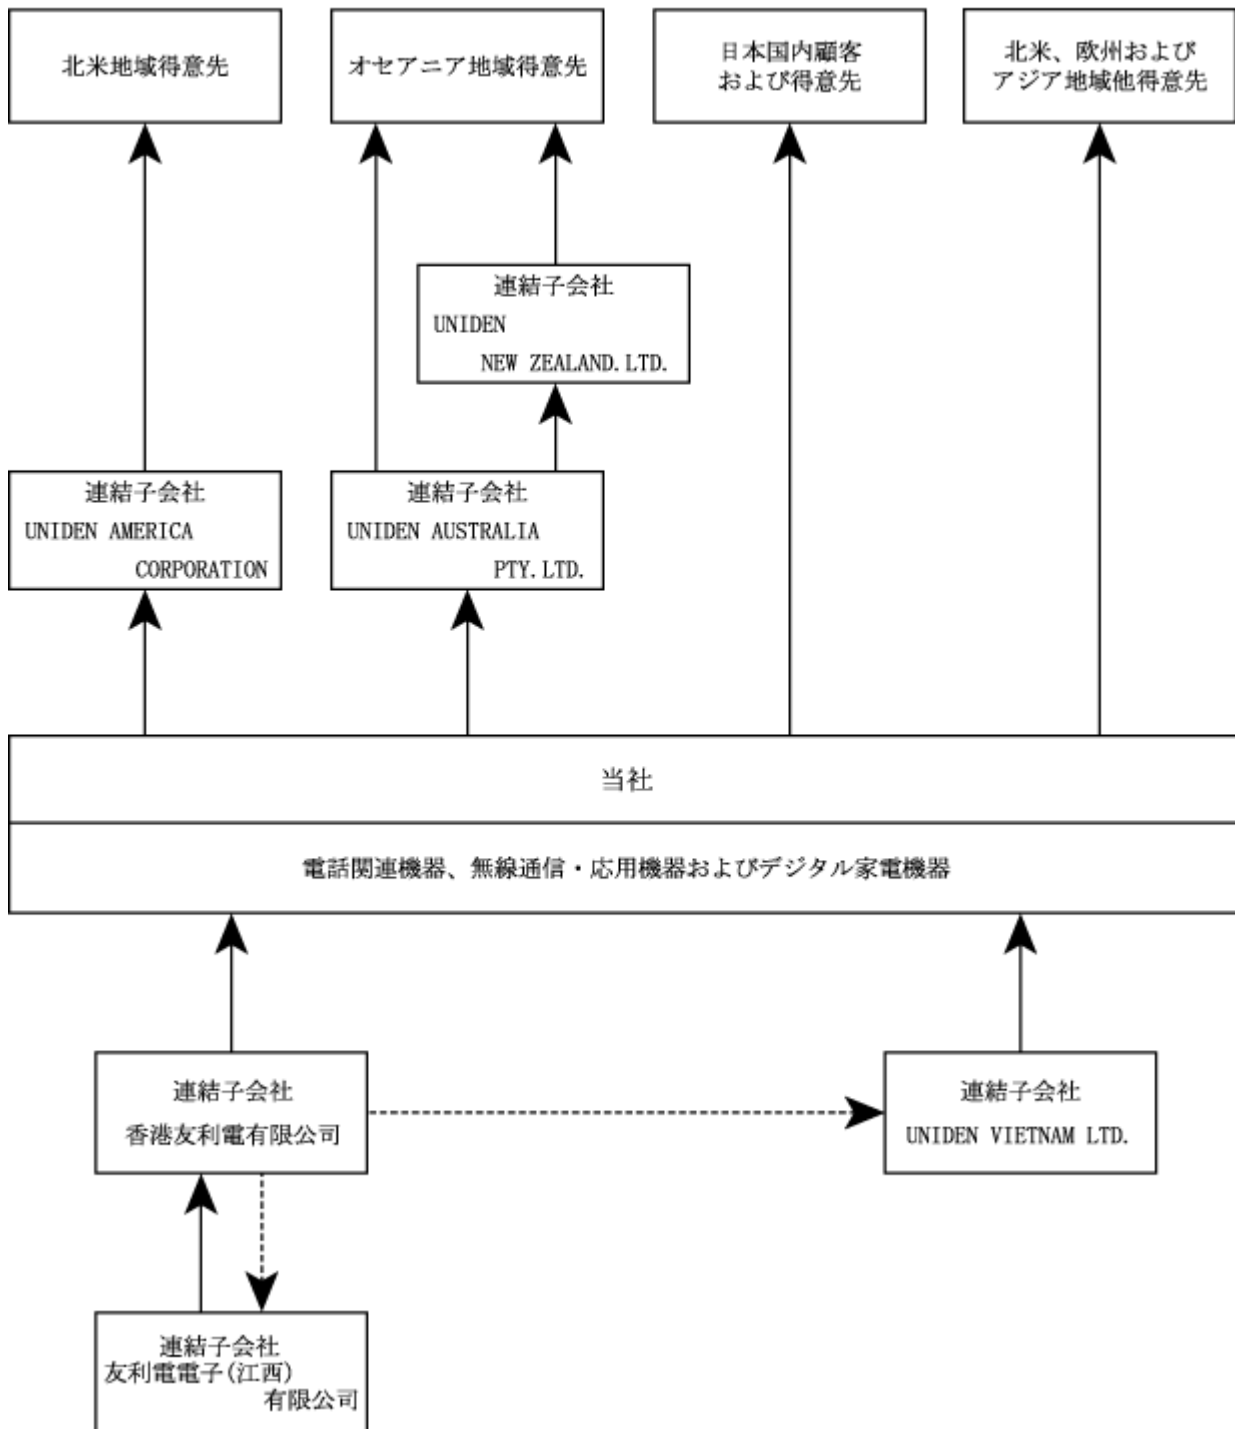 北米地域得意先
オセアニア地域得意先
日本国内顧客
および得意先
北米、欧州および
アジア地域他得意先
連結子会社
UNIDEN
NEW ZEALAND.LTD.
連結子会社
UNIDEN AMERICA
CORPORATION
連結子会社
UNIDEN AUSTRALIA
PTY.LTD.
当社
電話関連機器、無線通信・応用機器およびデジタル家電機器
連結子会社
香港友利電有限公司
連結子会社
UNIDEN VIETNAM LTD.
連結子会社
友利電電子(江西)
有限公司